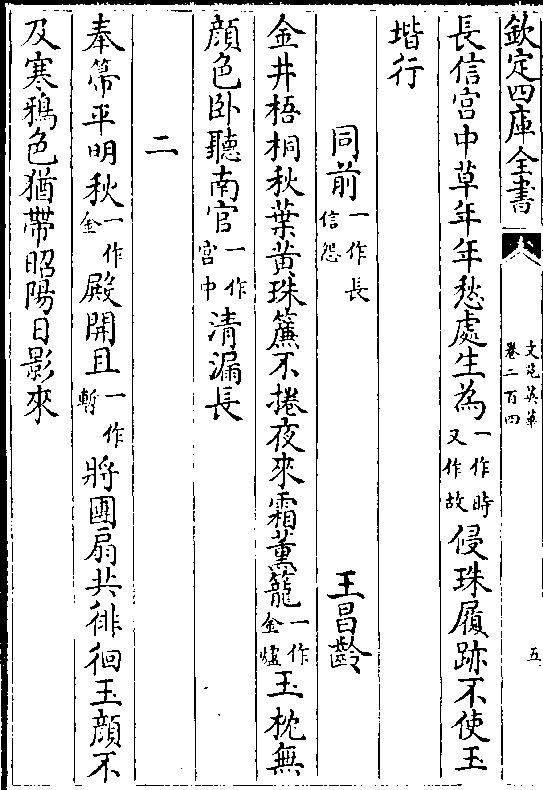 欽定四庫全書
文苑英華
卷二百四
五
長信宮中草年年愁處生為一作時又作故侵珠履跡不使玉
堦行
同前一作長信怨 王昌齡
金井梧桐秋葉黃珠簾不捲夜來霜薰籠一作金爐玉枕無
顔色卧聽南官一作宮中清漏長
二
奉箒平明秋一作金殿開且一作暫將團扇共徘徊玉顔不
及寒鴉色猶帶昭陽日影來